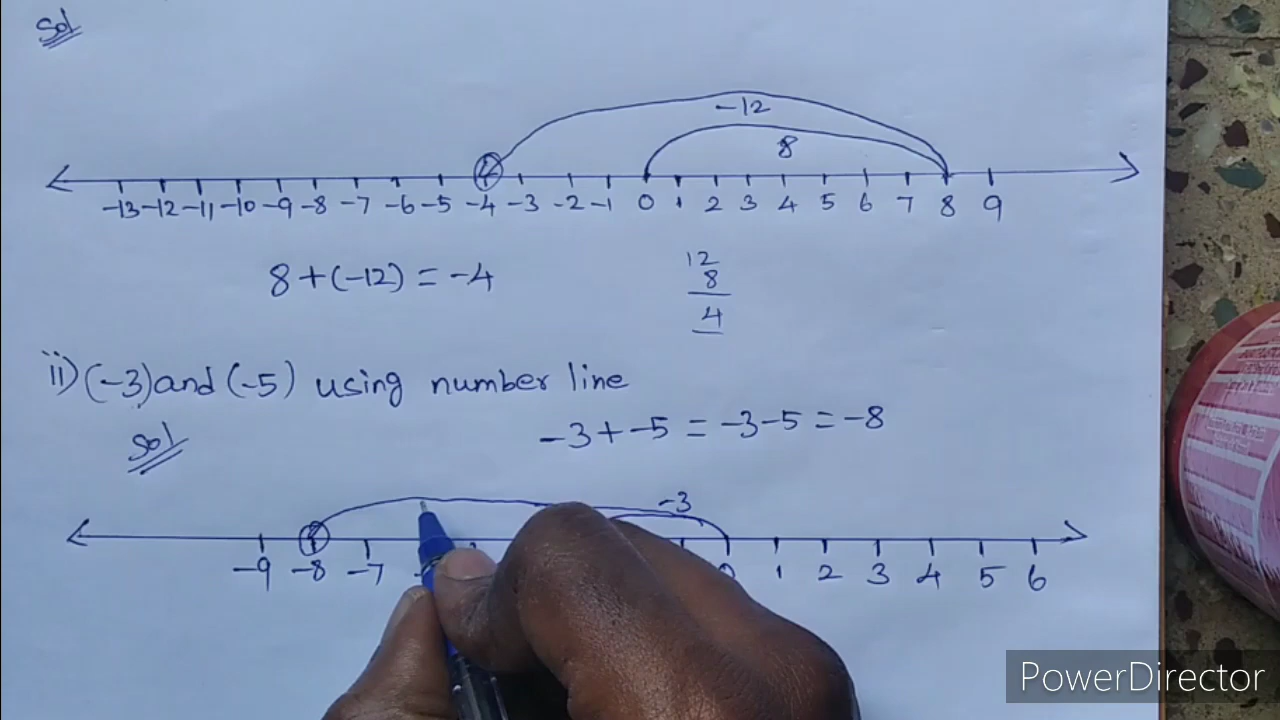 Sol
-12
8
-13 -12 -11 -10 -9 -8 -7 -6 -5 -4 -3 -2 -1 0 1 2 3 4 5 6 7 8 9
8+(-12) = -4
12
8
4
ii) (-3) and (-5) using number line
Sol
-3+-5 = -3-5 = -8
-3
-9 -8 -7 1 2 3 4 5 6
PowerDirector